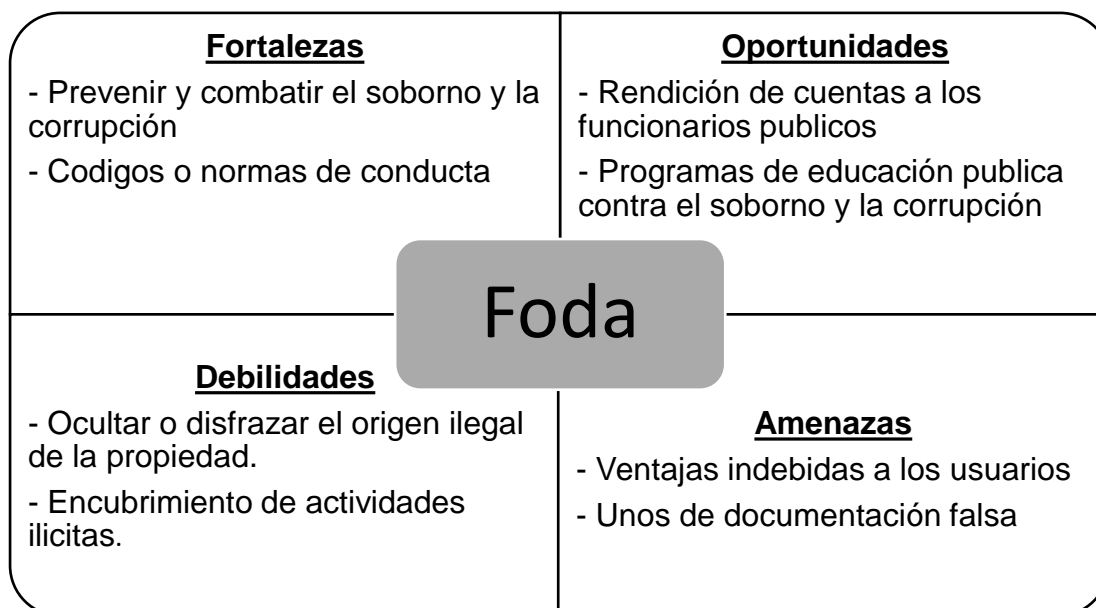 Fortalezas
- Prevenir y combatir el soborno y la
corrupción
- Codigos o normas de conducta
Oportunidades
- Rendición de cuentas a los
funcionarios publicos
- Programas de educación publica
contra el soborno y la corrupción
Foda
Debilidades
- Ocultar o disfrazar el origen ilegal
de la propiedad.
- Encubrimiento de actividades
ilicitas.
Amenazas
- Ventajas indebidas a los usuarios
- Unos de documentación falsa